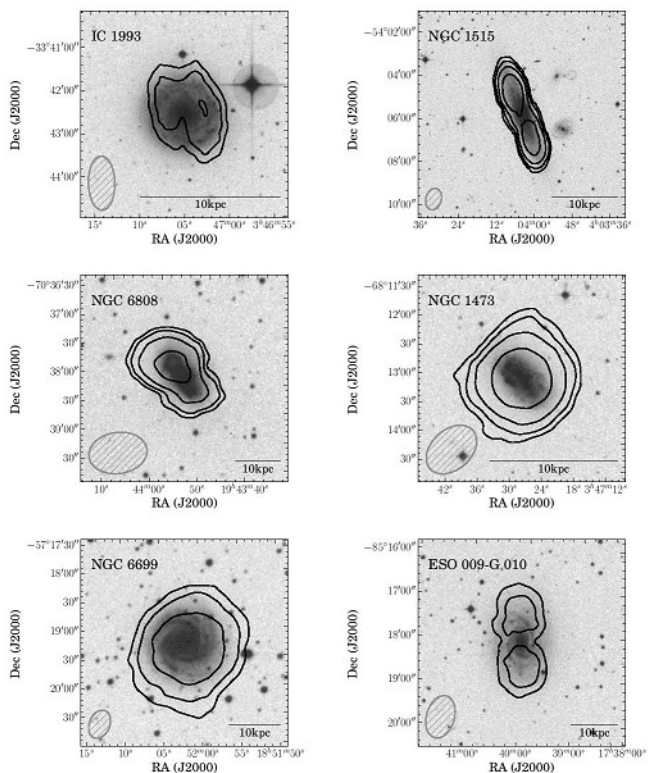 IC 1993
−33°41′00″
42′00″
43′00″
44′00″
Dec (J2000)
10kpc
15ˢ 10ˢ 05ˢ 47ᵐ00ˢ 3ʰ46ᵐ55ˢ
RA (J2000)
NGC 1515
−54°02′00″
04′00″
06′00″
08′00″
10′00″
Dec (J2000)
10kpc
36ˢ 24ˢ 12ˢ 04ᵐ00ˢ 48ˢ 4ʰ03ᵐ36ˢ
RA (J2000)
NGC 6808
−70°36′30″
37′00″
30″
38′00″
30″
39′00″
30″
Dec (J2000)
10kpc
10ˢ 44ᵐ00ˢ 50ˢ 19ʰ43ᵐ40ˢ
RA (J2000)
NGC 1473
−68°11′30″
12′00″
30″
13′00″
30″
14′00″
30″
Dec (J2000)
10kpc
42ˢ 36ˢ 30ˢ 24ˢ 18ˢ 3ʰ47ᵐ12ˢ
RA (J2000)
NGC 6699
−57°17′30″
18′00″
30″
19′00″
30″
20′00″
30″
Dec (J2000)
10kpc
15ˢ 10ˢ 05ˢ 52ᵐ00ˢ 55ˢ 18ʰ51ᵐ50ˢ
RA (J2000)
ESO 009-G 010
−85°16′00″
17′00″
18′00″
19′00″
20′00″
Dec (J2000)
10kpc
41ᵐ00ˢ 40ᵐ00ˢ 39ᵐ00ˢ 17ʰ38ᵐ00ˢ
RA (J2000)